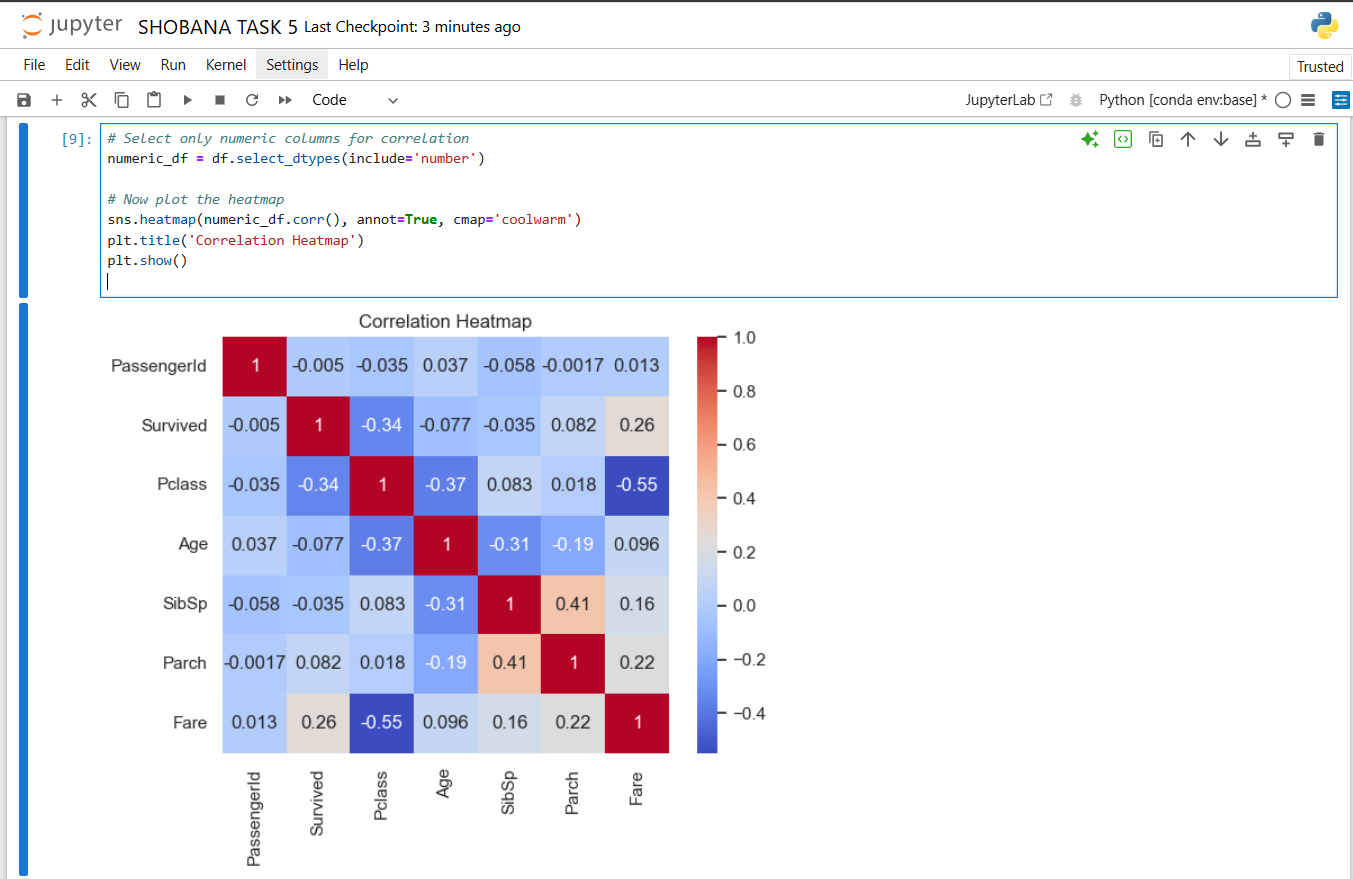 jupyter SHOBANA TASK 5 Last Checkpoint: 3 minutes ago
File Edit View Run Kernel Settings Help
Trusted
Code JupyterLab Python [conda env:base] *
[9]: # Select only numeric columns for correlation
numeric_df = df.select_dtypes(include='number')
# Now plot the heatmap
sns.heatmap(numeric_df.corr(), annot=True, cmap='coolwarm')
plt.title('Correlation Heatmap')
plt.show()
Correlation Heatmap
PassengerId 1 -0.005 -0.035 0.037 -0.058 -0.0017 0.013
Survived -0.005 1 -0.34 -0.077 -0.035 0.082 0.26
Pclass -0.035 -0.34 1 -0.37 0.083 0.018 -0.55
Age 0.037 -0.077 -0.37 1 -0.31 -0.19 0.096
SibSp -0.058 -0.035 0.083 -0.31 1 0.41 0.16
Parch -0.0017 0.082 0.018 -0.19 0.41 1 0.22
Fare 0.013 0.26 -0.55 0.096 0.16 0.22 1
PassengerId Survived Pclass Age SibSp Parch Fare
1.0
0.8
0.6
0.4
0.2
0.0
−0.2
−0.4